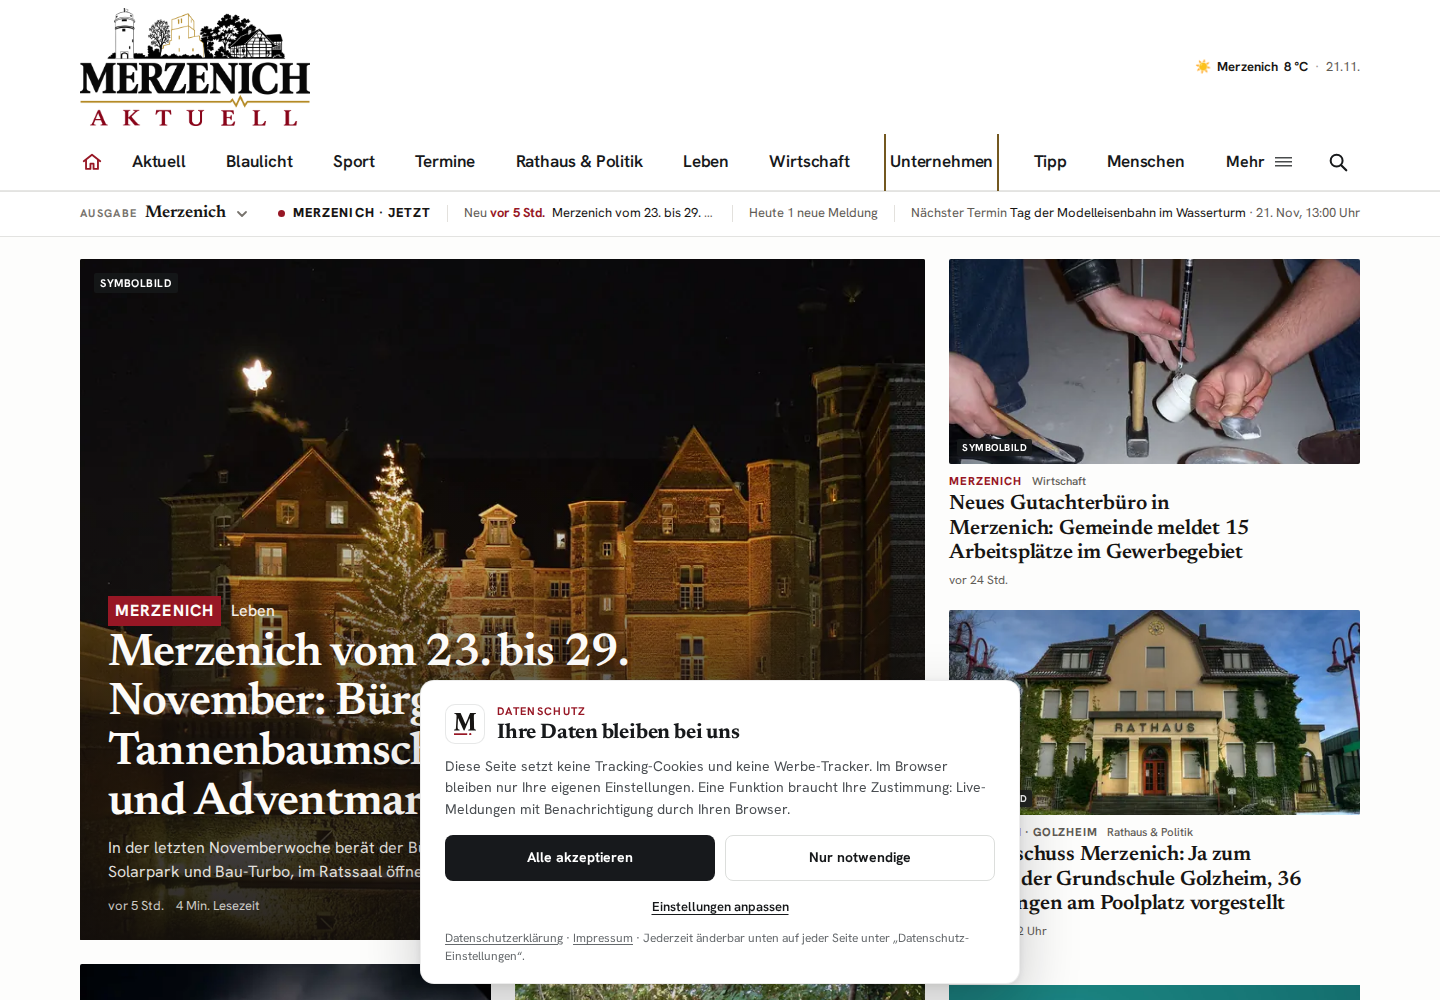 MERZENICH
AKTUELL
Merzenich 8 °C · 21.11.
Aktuell
Blaulicht
Sport
Termine
Rathaus & Politik
Leben
Wirtschaft
Unternehmen
Tipp
Menschen
Mehr
AUSGABE Merzenich
MERZENICH · JETZT
Neu vor 5 Std. Merzenich vom 23. bis 29. ...
Heute 1 neue Meldung
Nächster Termin Tag der Modelleisenbahn im Wasserturm · 21. Nov, 13:00 Uhr
SYMBOLBILD
MERZENICH Leben
Merzenich vom 23. bis 29.
November:
und
In der letzten Novemberwoche berät der
Solarpark und Bau-Turbo, im Ratssaal
vor 5 Std. 4 Min. Lesezeit
SYMBOLBILD
MERZENICH Wirtschaft
Neues Gutachterbüro in
Merzenich: Gemeinde meldet 15
Arbeitsplätze im Gewerbegebiet
vor 24 Std.
RATHAUS
· GOLZHEIM Rathaus & Politik
Merzenich: Ja zum
der Grundschule Golzheim, 36
am Poolplatz vorgestellt
Uhr
M
DATENSCHUTZ
Ihre Daten bleiben bei uns
Diese Seite setzt keine Tracking-Cookies und keine Werbe-Tracker. Im Browser
bleiben nur Ihre eigenen Einstellungen. Eine Funktion braucht Ihre Zustimmung: Live-
Meldungen mit Benachrichtigung durch Ihren Browser.
Alle akzeptieren
Nur notwendige
Einstellungen anpassen
Datenschutzerklärung · Impressum · Jederzeit änderbar unten auf jeder Seite unter „Datenschutz-
Einstellungen“.